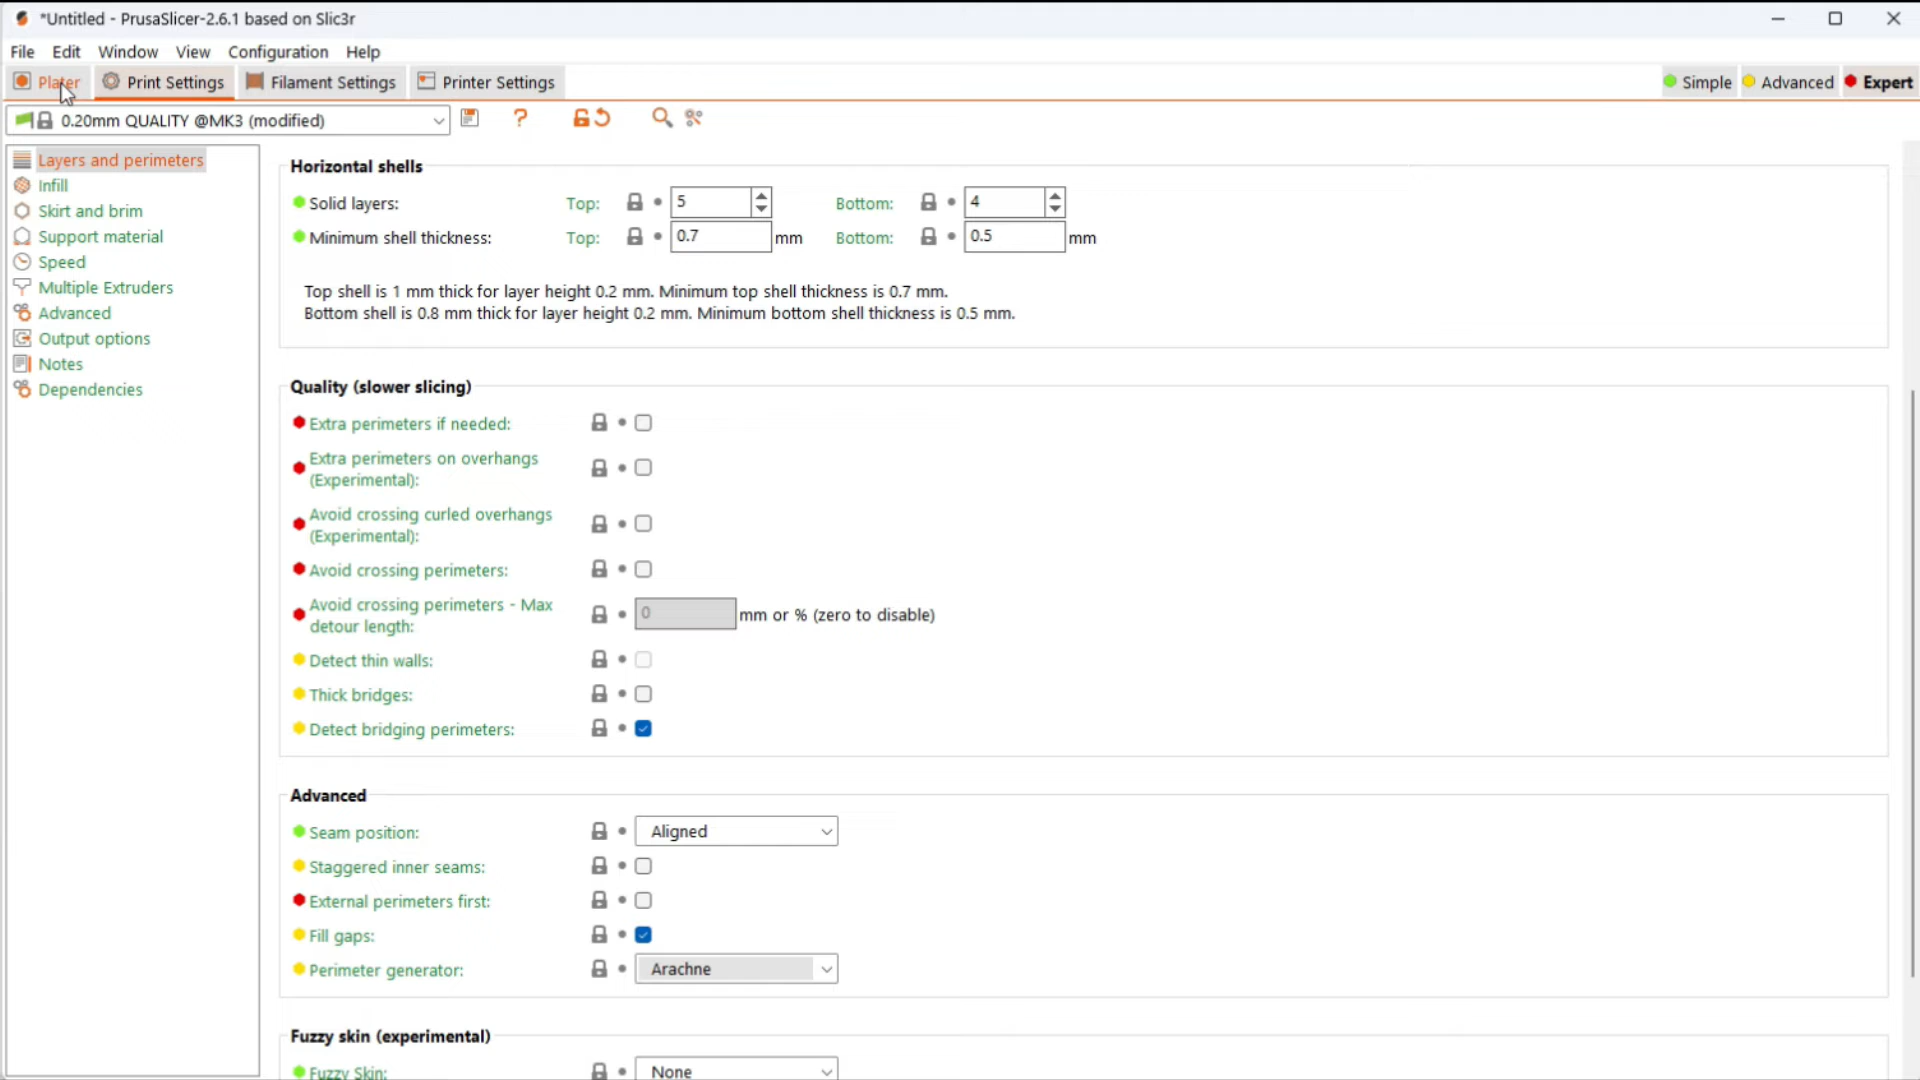 *Untitled - PrusaSlicer-2.6.1 based on Slic3r
File Edit Window View Configuration Help
Plater Print Settings Filament Settings Printer Settings Simple Advanced Expert
0.20mm QUALITY @MK3 (modified) ?
Layers and perimeters
Infill
Skirt and brim
Support material
Speed
Multiple Extruders
Advanced
Output options
Notes
Dependencies
Horizontal shells
Solid layers: Top: 5 Bottom: 4
Minimum shell thickness: Top: 0.7 mm Bottom: 0.5 mm
Top shell is 1 mm thick for layer height 0.2 mm. Minimum top shell thickness is 0.7 mm.
Bottom shell is 0.8 mm thick for layer height 0.2 mm. Minimum bottom shell thickness is 0.5 mm.
Quality (slower slicing)
Extra perimeters if needed:
Extra perimeters on overhangs
(Experimental):
Avoid crossing curled overhangs
(Experimental):
Avoid crossing perimeters:
Avoid crossing perimeters - Max
detour length: 0 mm or % (zero to disable)
Detect thin walls:
Thick bridges:
Detect bridging perimeters:
Advanced
Seam position: Aligned
Staggered inner seams:
External perimeters first:
Fill gaps:
Perimeter generator: Arachne
Fuzzy skin (experimental)
Fuzzy Skin: None